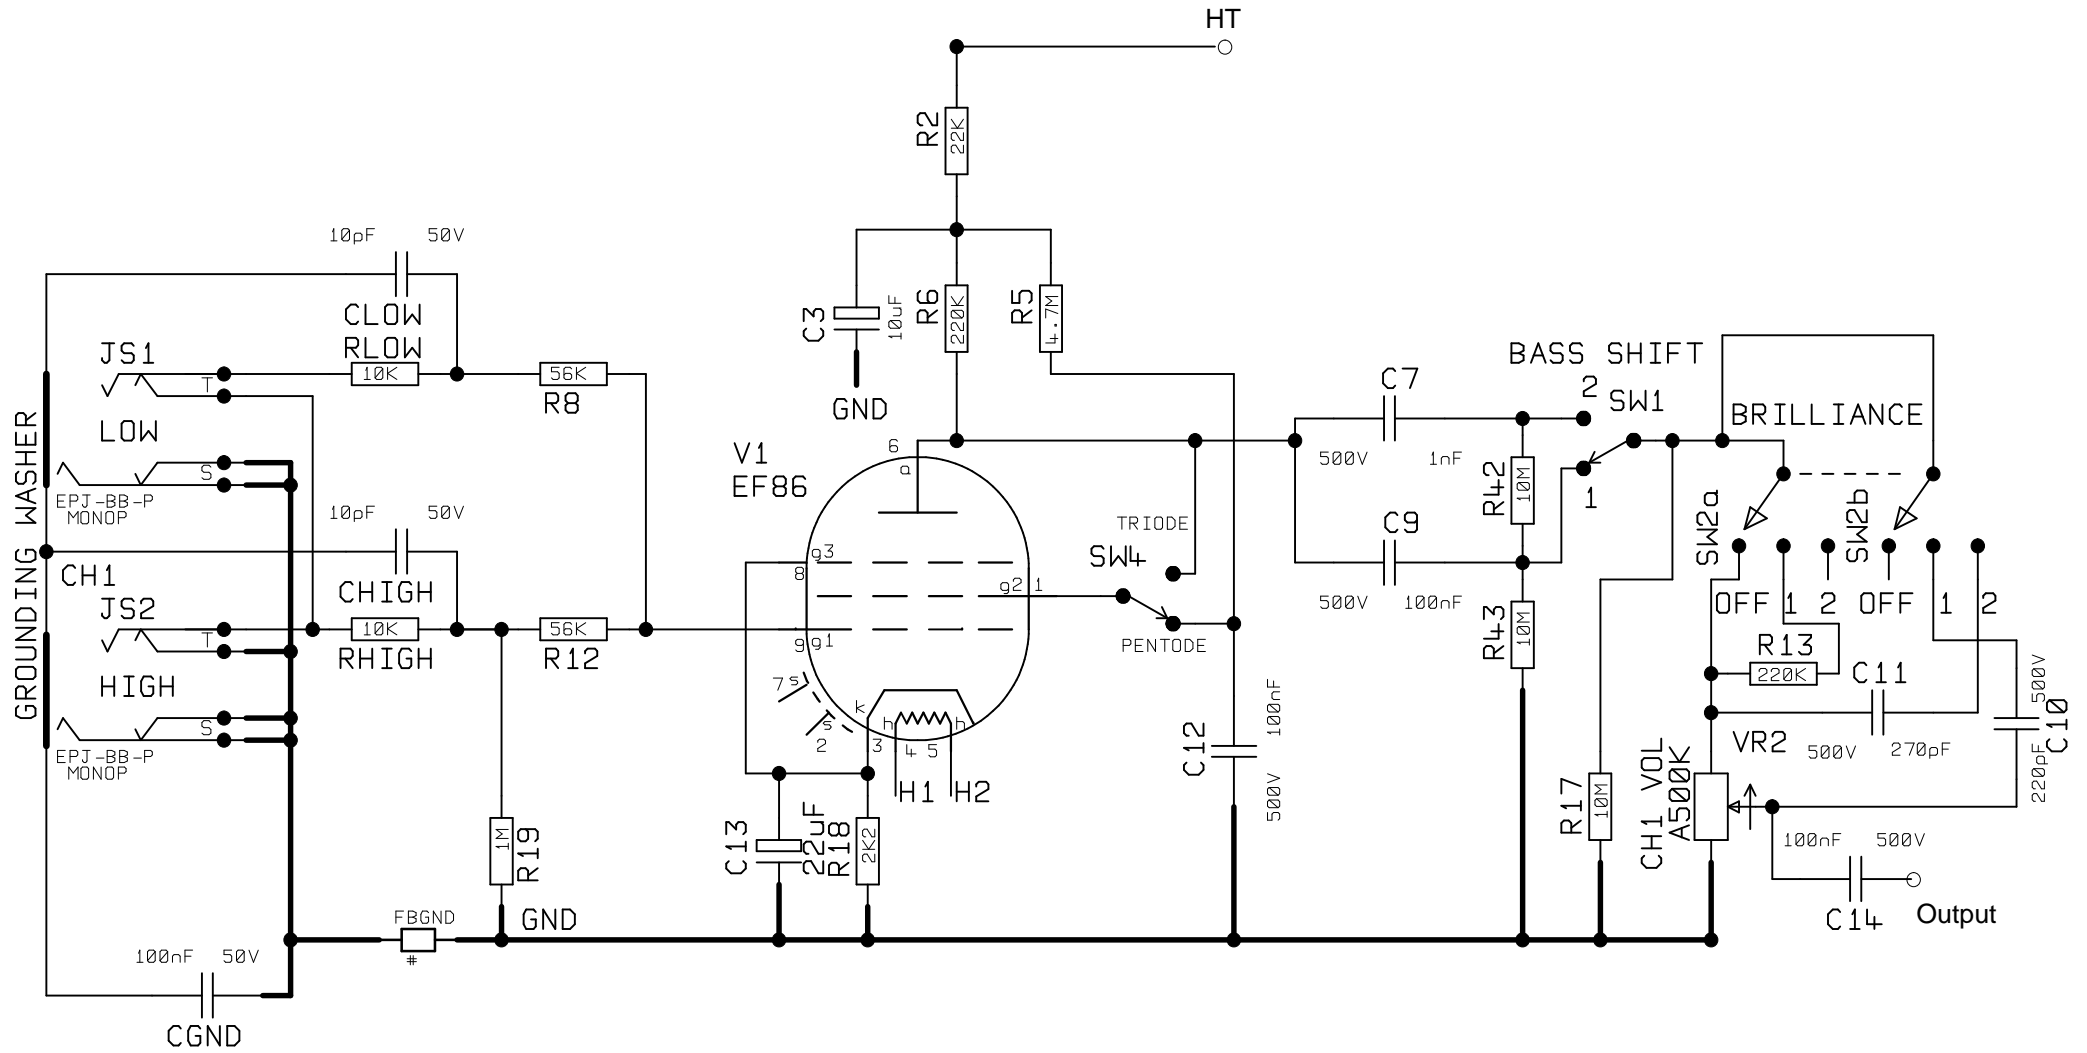 HT
R2
22K
10pF 50V
CLOW
RLOW
10K
56K
R8
JS1
T
LOW
S
EPJ-BB-P
MONOP
GROUNDING WASHER
C3
10uF
GND
R6
220K
R5
4.7M
10pF 50V
CH1
CHIGH
JS2
T
10K
RHIGH
56K
R12
HIGH
S
EPJ-BB-P
MONOP
V1
EF86
6
a
g3
8
g2 1
9
g1
7 s
s
2
k
3
h
4
5
h
H1
H2
TRIODE
SW4
PENTODE
C7
500V 1nF
C9
500V 100nF
R42
10M
R43
10M
BASS SHIFT
2
SW1
1
BRILLIANCE
SW2a
SW2b
OFF 1 2 OFF 1 2
R13
220K
C11
500V 270pF
500V
C10
220pF
VR2
CH1 VOL
A500K
R17
10M
C12
100nF
500V
1M
R19
C13
22uF
R18
2K2
100nF 500V
C14
Output
FBGND
#
GND
100nF 50V
CGND